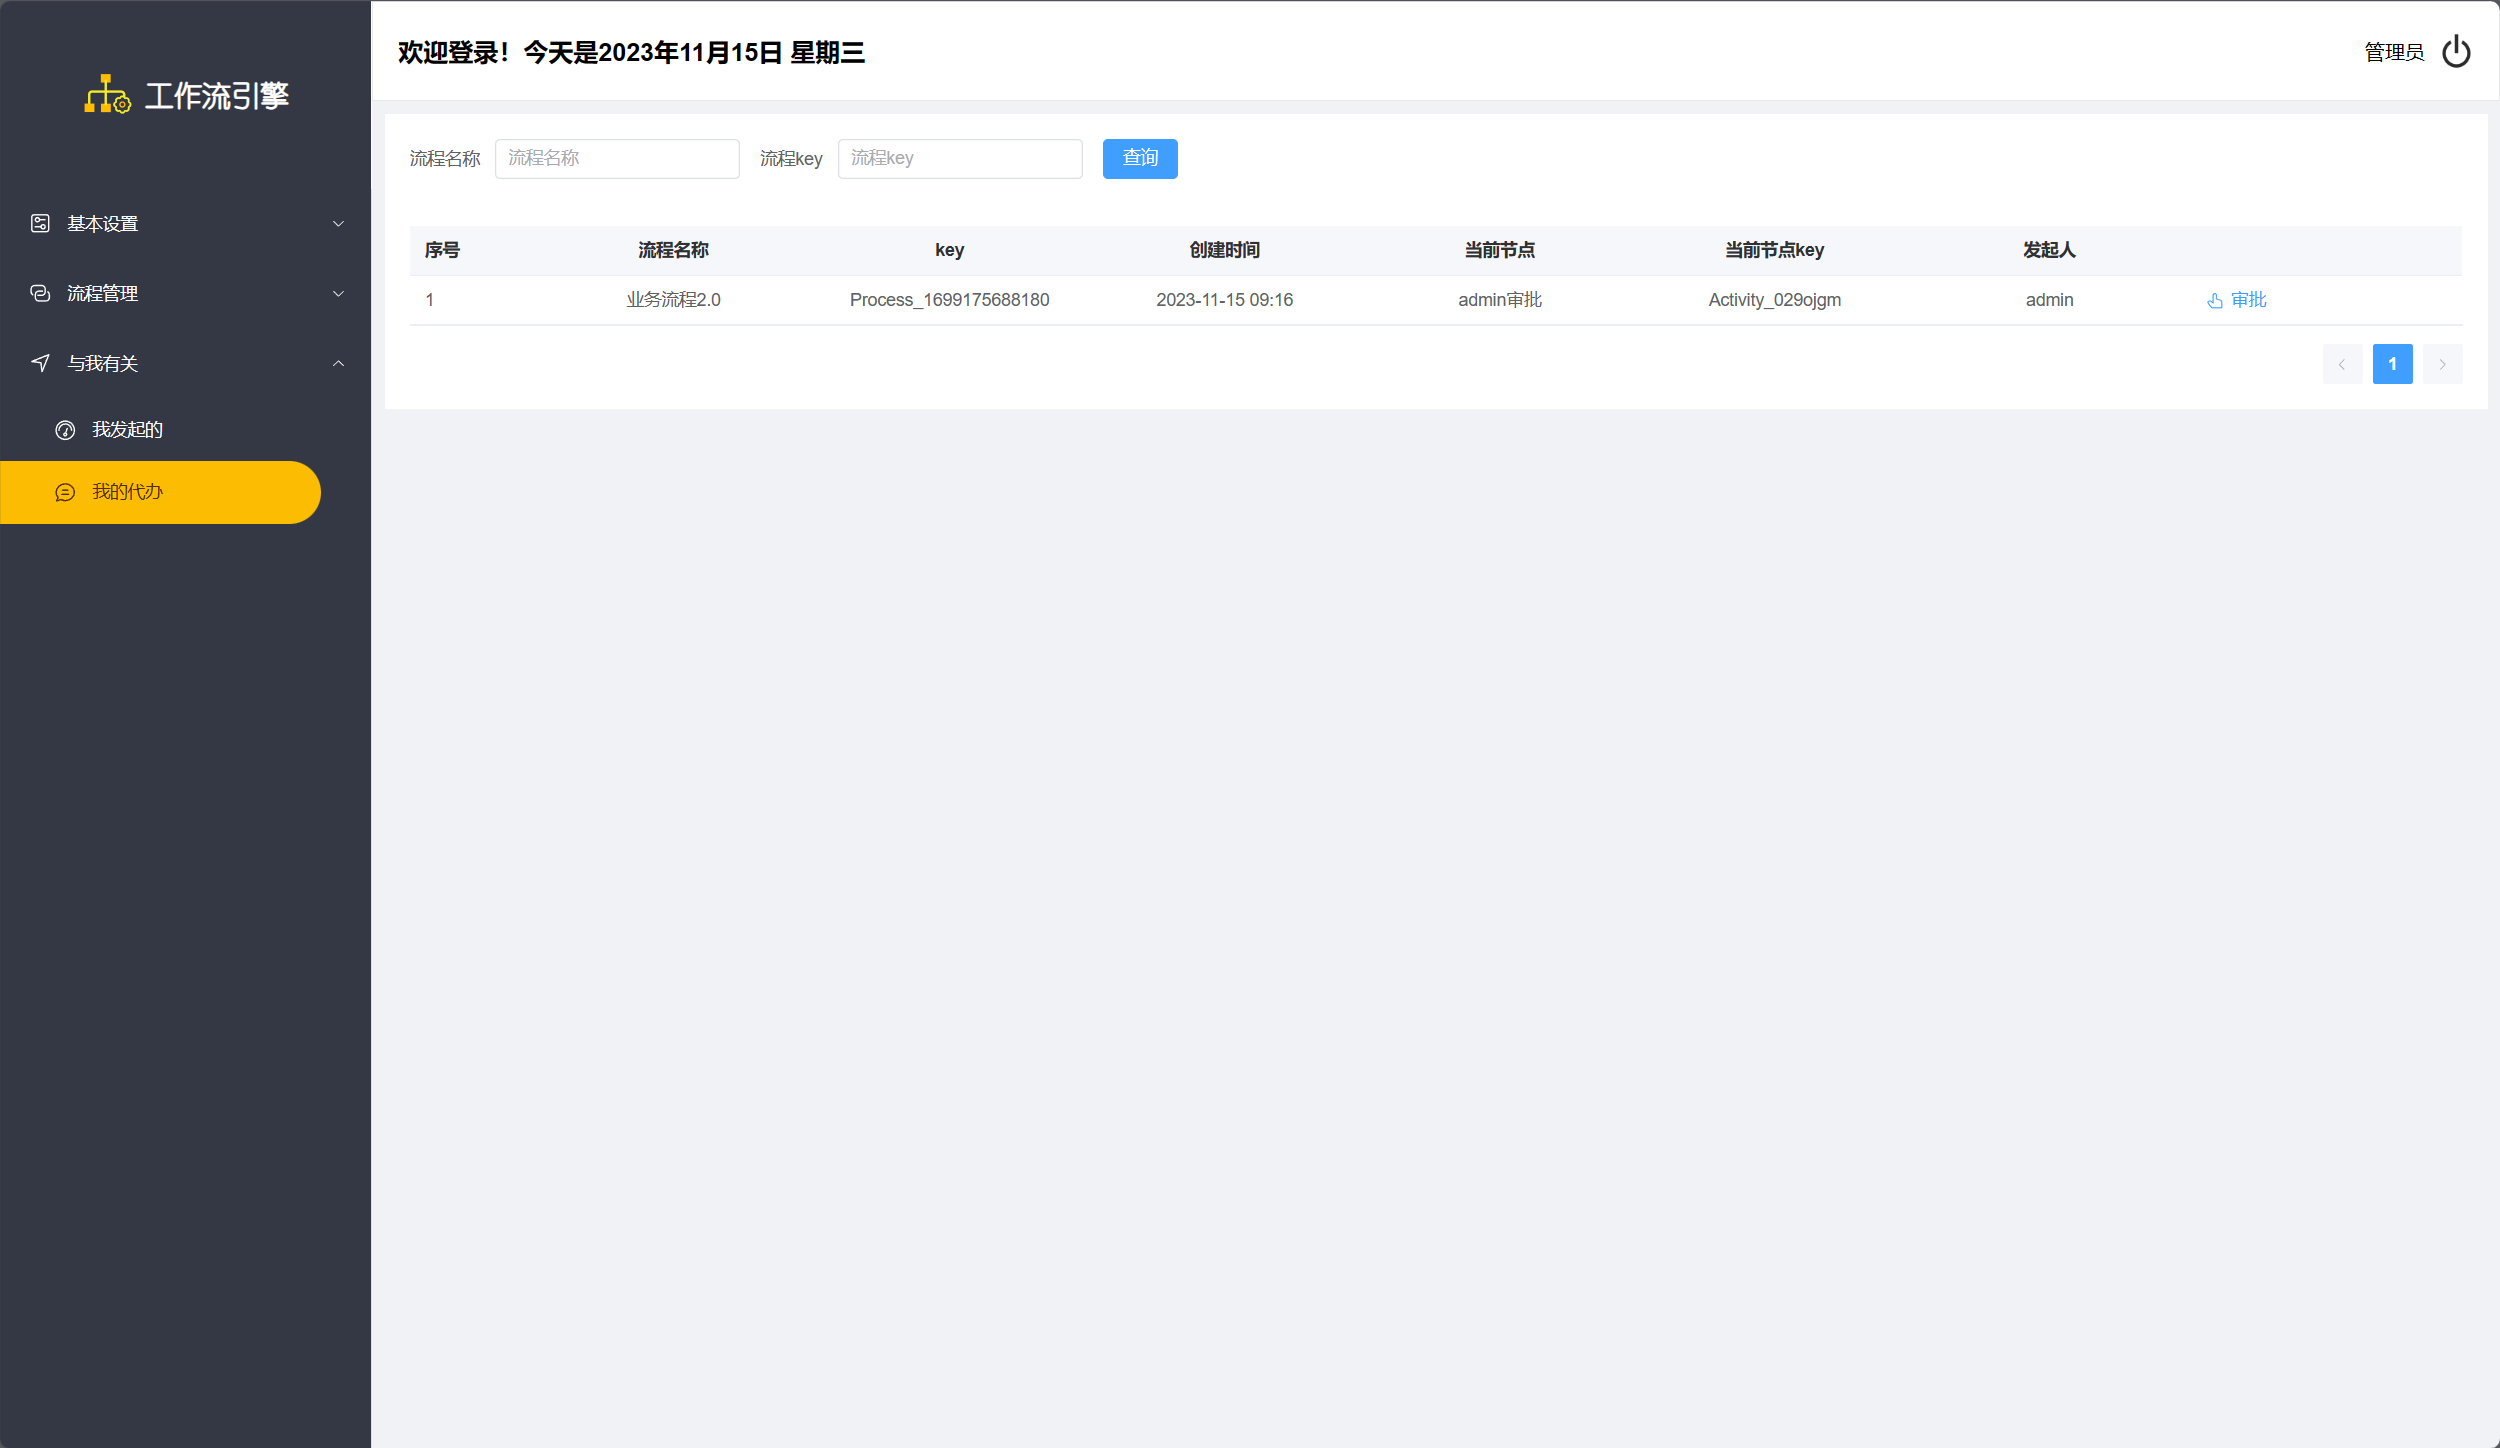 工作流引擎
基本设置
流程管理
与我有关
我发起的
我的代办
欢迎登录！今天是2023年11月15日 星期三
管理员
流程名称 流程名称 流程key 流程key 查询
序号 流程名称 key 创建时间 当前节点 当前节点key 发起人
1 业务流程2.0 Process_1699175688180 2023-11-15 09:16 admin审批 Activity_029ojgm admin 审批
1